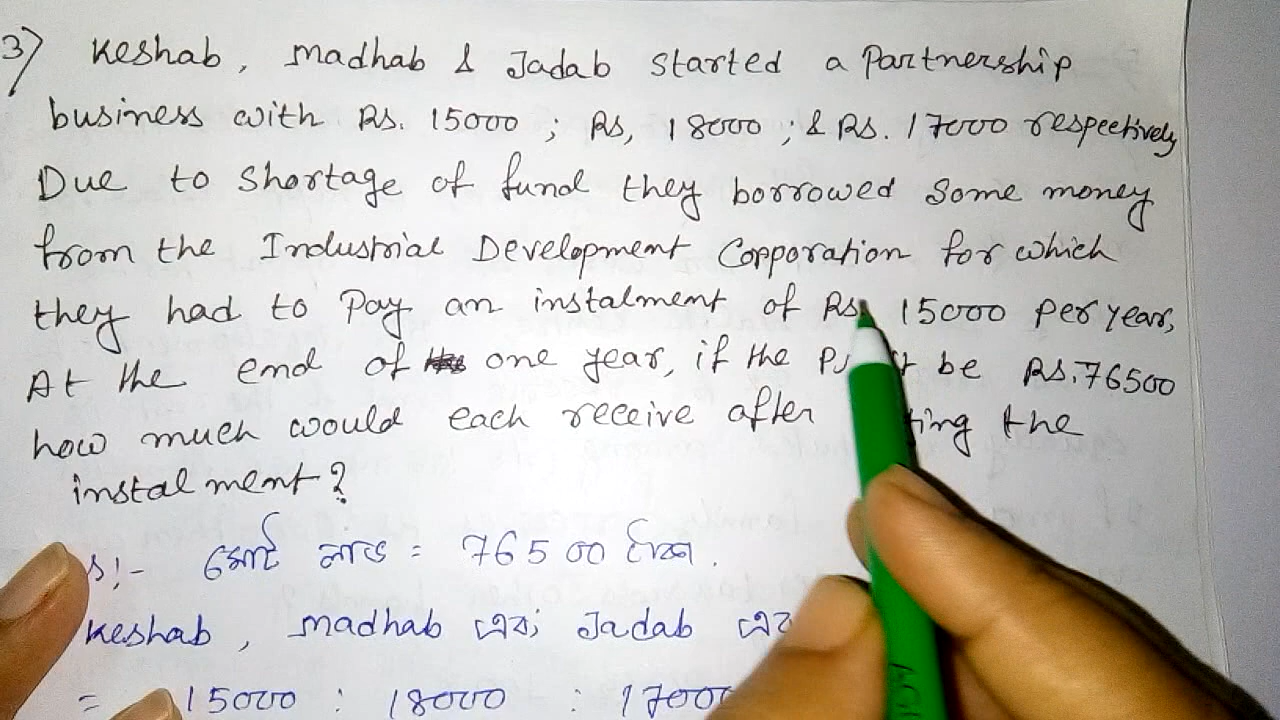 3) Keshab, Madhab & Jadab started a Partnership
business with Rs. 15000 ; Rs, 18000 ; & Rs. 17000 respectively
Due to shortage of fund they borrowed some money
from the Industrial Development Corporation for which
they had to Pay an instalment of Rs. 15000 per year,
At the end of one year, if the be Rs.76500
how much would each receive after the
instalment?
মোট লাভ = 76500 টাকা.
Keshab, Madhab এবং Jadab এবং
= 15000 : 18000 : 17000